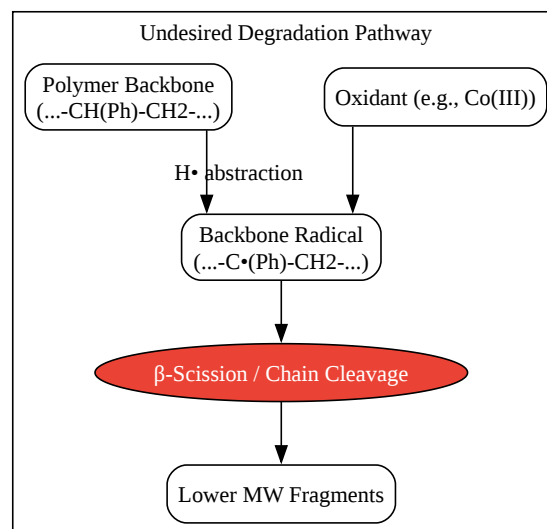 Undesired Degradation Pathway
Polymer Backbone
(...-CH(Ph)-CH2-...)
Oxidant (e.g., Co(III))
H• abstraction
Backbone Radical
(...-C•(Ph)-CH2-...)
β-Scission / Chain Cleavage
Lower MW Fragments